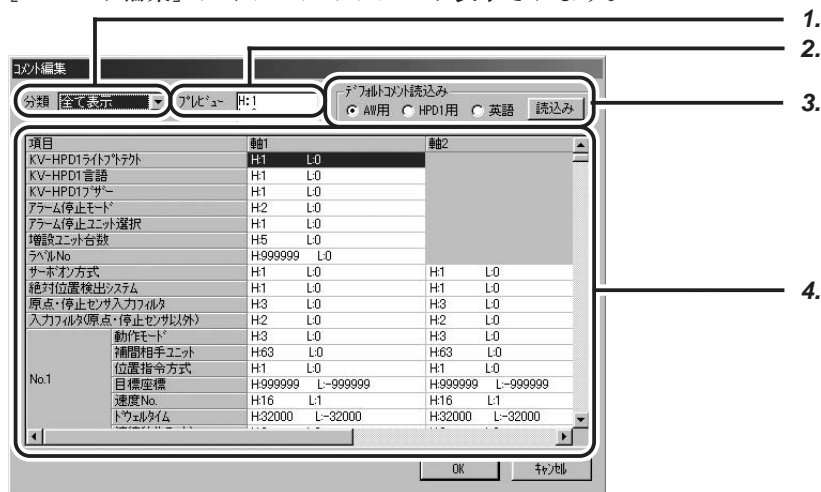 1.
2.
コメント編集
分類 全て表示 プレビュー H:1
デフォルトコメント読込み
AW用 HPD1用 英語 読込み
3.
項目 軸1 軸2
KV-HPD1ライトプロテクト H:1 L:0
KV-HPD1言語 H:1 L:0
KV-HPD1ブザー H:1 L:0
アラーム停止モード H:2 L:0
アラーム停止ユニット選択 H:1 L:0
増設ユニット台数 H:5 L:0
ラベルNo H:999999 L:0
サーボオン方式 H:1 L:0 H:1 L:0
絶対位置検出システム H:1 L:0 H:1 L:0
原点・停止センサ入力フィルタ H:3 L:0 H:3 L:0
入力フィルタ(原点・停止センサ以外) H:2 L:0 H:2 L:0
4.
No.1 動作モード H:3 L:0 H:3 L:0
補間相手ユニット H:63 L:0 H:63 L:0
位置指令方式 H:1 L:0 H:1 L:0
目標座標 H:999999 L:-999999 H:999999 L:-999999
速度No. H:16 L:1 H:16 L:1
ドウェルタイム H:32000 L:-32000 H:32000 L:-32000
OK キャンセル